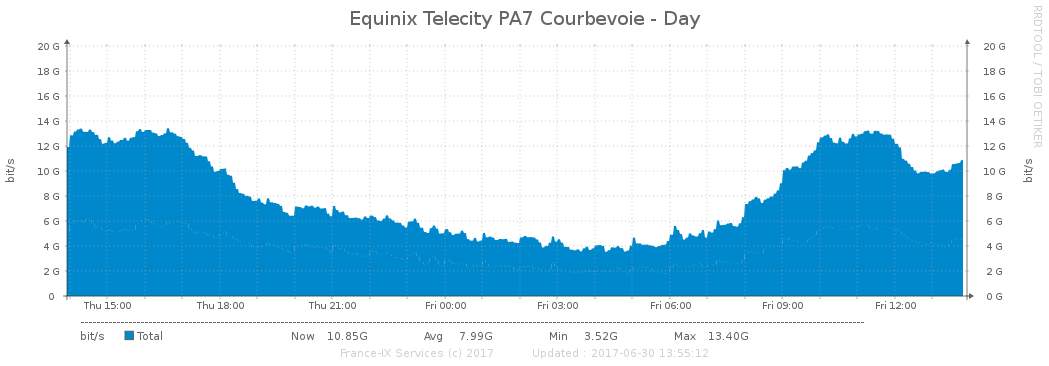 Equinix Telecity PA7 Courbevoie - Day
RRDTOOL / TOBI OETIKER
20 G 20 G
18 G 18 G
16 G 16 G
14 G 14 G
12 G 12 G
10 G 10 G
8 G 8 G
6 G 6 G
4 G 4 G
2 G 2 G
0 0 G
bit/s
bit/s
Thu 15:00 Thu 18:00 Thu 21:00 Fri 00:00 Fri 03:00 Fri 06:00 Fri 09:00 Fri 12:00
bit/s Total Now 10.85G Avg 7.99G Min 3.52G Max 13.40G
France-IX Services (c) 2017 Updated : 2017-06-30 13:55:12